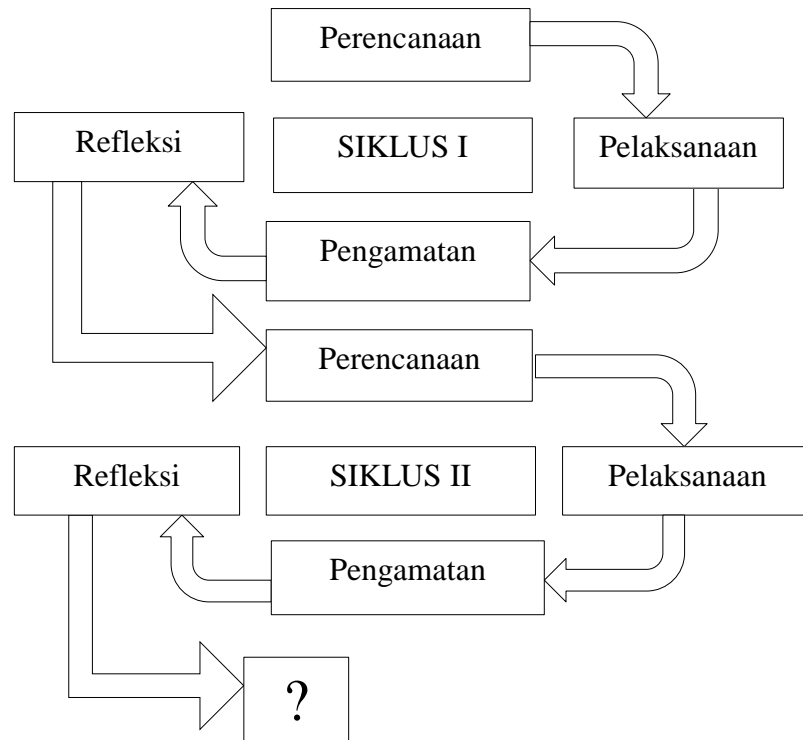 Perencanaan
Refleksi
SIKLUS I
Pelaksanaan
Pengamatan
Perencanaan
Refleksi
SIKLUS II
Pelaksanaan
Pengamatan
?